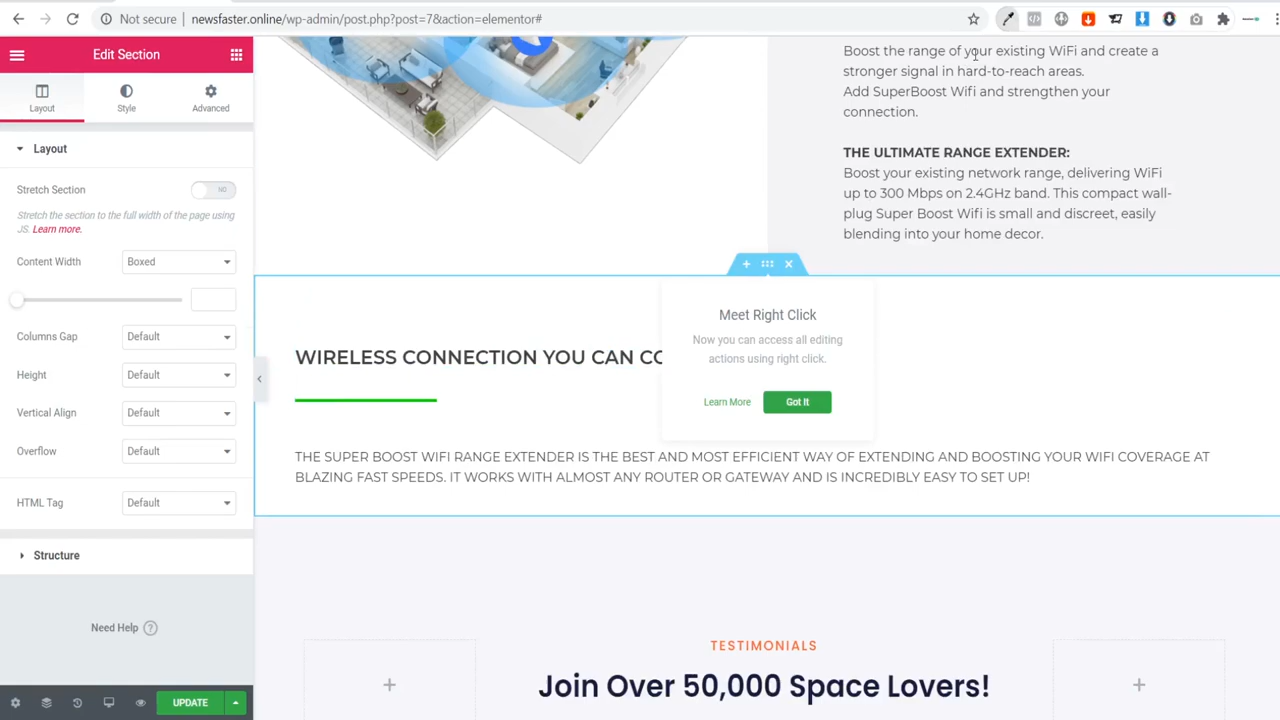 Not secure
newsfaster.online/wp-admin/post.php?post=7&action=elementor#
Edit Section
Layout
Style
Advanced
Layout
Stretch Section
NO
Stretch the section to the full width of the page using
JS. Learn more.
Content Width
Boxed
Columns Gap
Default
Height
Default
Vertical Align
Default
Overflow
Default
HTML Tag
Default
Structure
Need Help
?
UPDATE
Boost the range of your existing WiFi and create a
stronger signal in hard-to-reach areas.
Add SuperBoost Wifi and strengthen your
connection.
THE ULTIMATE RANGE EXTENDER:
Boost your existing network range, delivering WiFi
up to 300 Mbps on 2.4GHz band. This compact wall-
plug Super Boost Wifi is small and discreet, easily
blending into your home decor.
Meet Right Click
Now you can access all editing
actions using right click.
Learn More
Got It
WIRELESS CONNECTION YOU CAN CO
THE SUPER BOOST WIFI RANGE EXTENDER IS THE BEST AND MOST EFFICIENT WAY OF EXTENDING AND BOOSTING YOUR WIFI COVERAGE AT
BLAZING FAST SPEEDS. IT WORKS WITH ALMOST ANY ROUTER OR GATEWAY AND IS INCREDIBLY EASY TO SET UP!
TESTIMONIALS
Join Over 50,000 Space Lovers!